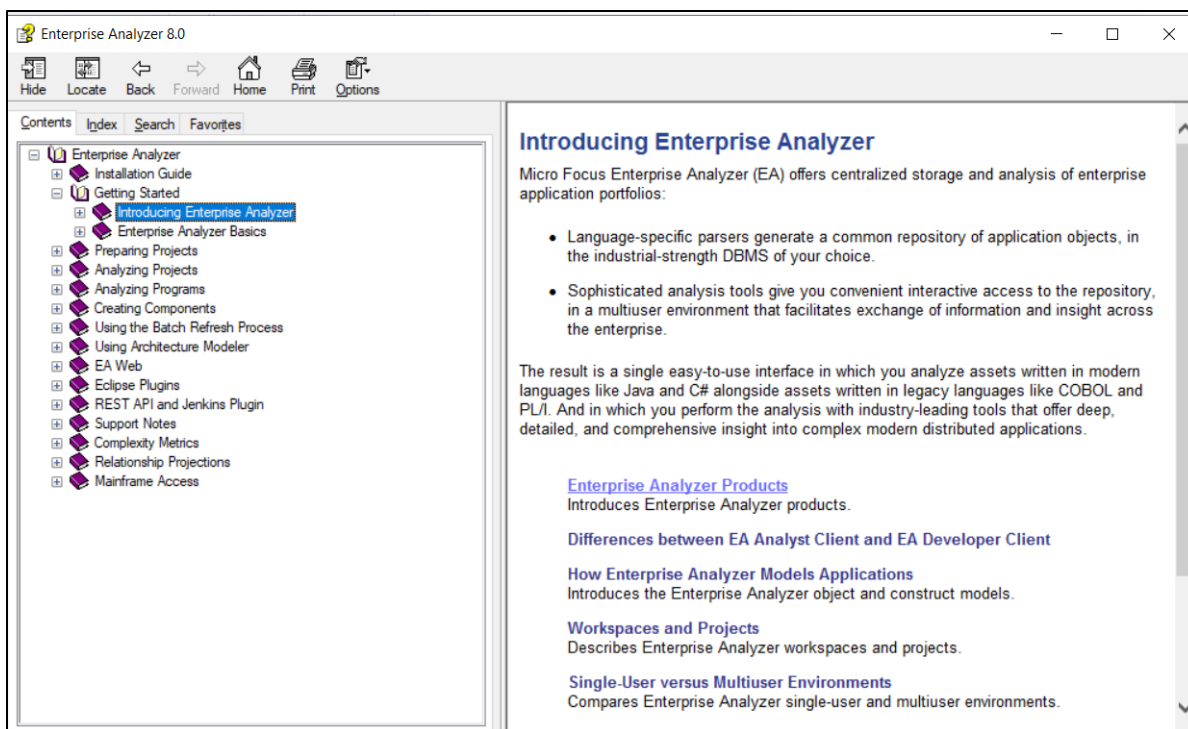 Enterprise Analyzer 8.0
Hide Locate Back Forward Home Print Options
Contents Index Search Favorites
Enterprise Analyzer
Installation Guide
Getting Started
Introducing Enterprise Analyzer
Enterprise Analyzer Basics
Preparing Projects
Analyzing Projects
Analyzing Programs
Creating Components
Using the Batch Refresh Process
Using Architecture Modeler
EA Web
Eclipse Plugins
REST API and Jenkins Plugin
Support Notes
Complexity Metrics
Relationship Projections
Mainframe Access
Introducing Enterprise Analyzer
Micro Focus Enterprise Analyzer (EA) offers centralized storage and analysis of enterprise
application portfolios:
• Language-specific parsers generate a common repository of application objects, in
the industrial-strength DBMS of your choice.
• Sophisticated analysis tools give you convenient interactive access to the repository,
in a multiuser environment that facilitates exchange of information and insight across
the enterprise.
The result is a single easy-to-use interface in which you analyze assets written in modern
languages like Java and C# alongside assets written in legacy languages like COBOL and
PL/I. And in which you perform the analysis with industry-leading tools that offer deep,
detailed, and comprehensive insight into complex modern distributed applications.
Enterprise Analyzer Products
Introduces Enterprise Analyzer products.
Differences between EA Analyst Client and EA Developer Client
How Enterprise Analyzer Models Applications
Introduces the Enterprise Analyzer object and construct models.
Workspaces and Projects
Describes Enterprise Analyzer workspaces and projects.
Single-User versus Multiuser Environments
Compares Enterprise Analyzer single-user and multiuser environments.